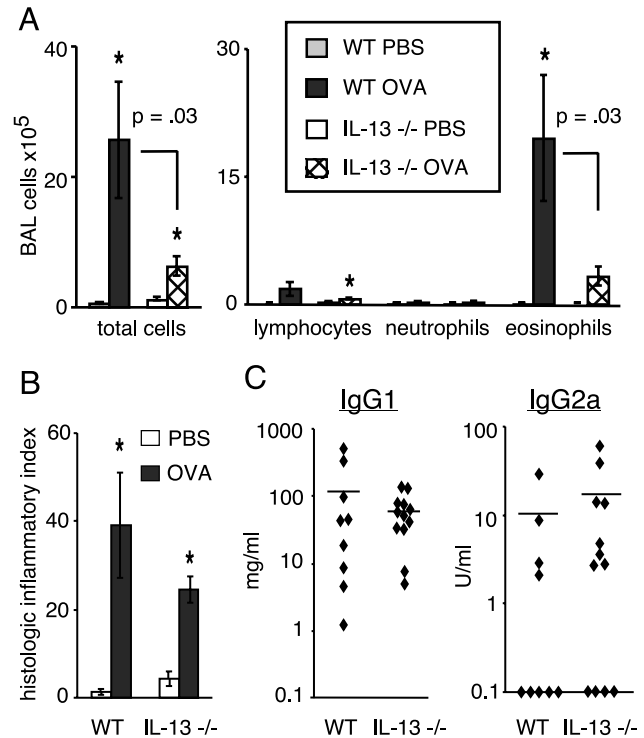 A
BAL cells x10⁵
40
20
0
*
p = .03
*
total cells
30
15
0
WT PBS
WT OVA
IL-13 -/- PBS
IL-13 -/- OVA
*
*
p = .03
lymphocytes
neutrophils
eosinophils
B
histologic inflammatory index
60
40
20
0
PBS
OVA
*
*
WT
IL-13 -/-
C
IgG1
mg/ml
1000
100
10
1
0.1
WT
IL-13 -/-
IgG2a
U/ml
100
10
1
0.1
WT
IL-13 -/-